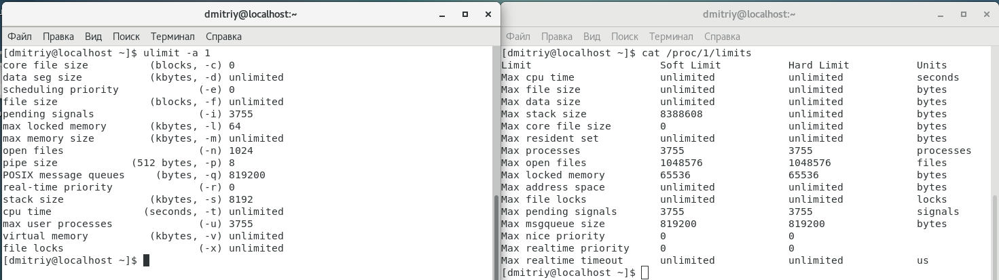 dmitriy@localhost:~
Файл Правка Вид Поиск Терминал Справка
[dmitriy@localhost ~]$ ulimit -a 1
core file size (blocks, -c) 0
data seg size (kbytes, -d) unlimited
scheduling priority (-e) 0
file size (blocks, -f) unlimited
pending signals (-i) 3755
max locked memory (kbytes, -l) 64
max memory size (kbytes, -m) unlimited
open files (-n) 1024
pipe size (512 bytes, -p) 8
POSIX message queues (bytes, -q) 819200
real-time priority (-r) 0
stack size (kbytes, -s) 8192
cpu time (seconds, -t) unlimited
max user processes (-u) 3755
virtual memory (kbytes, -v) unlimited
file locks (-x) unlimited
[dmitriy@localhost ~]$
dmitriy@localhost:~
Файл Правка Вид Поиск Терминал Справка
[dmitriy@localhost ~]$ cat /proc/1/limits
Limit Soft Limit Hard Limit Units
Max cpu time unlimited unlimited seconds
Max file size unlimited unlimited bytes
Max data size unlimited unlimited bytes
Max stack size 8388608 unlimited bytes
Max core file size 0 unlimited bytes
Max resident set unlimited unlimited bytes
Max processes 3755 3755 processes
Max open files 1048576 1048576 files
Max locked memory 65536 65536 bytes
Max address space unlimited unlimited bytes
Max file locks unlimited unlimited locks
Max pending signals 3755 3755 signals
Max msgqueue size 819200 819200 bytes
Max nice priority 0 0
Max realtime priority 0 0
Max realtime timeout unlimited unlimited us
[dmitriy@localhost ~]$